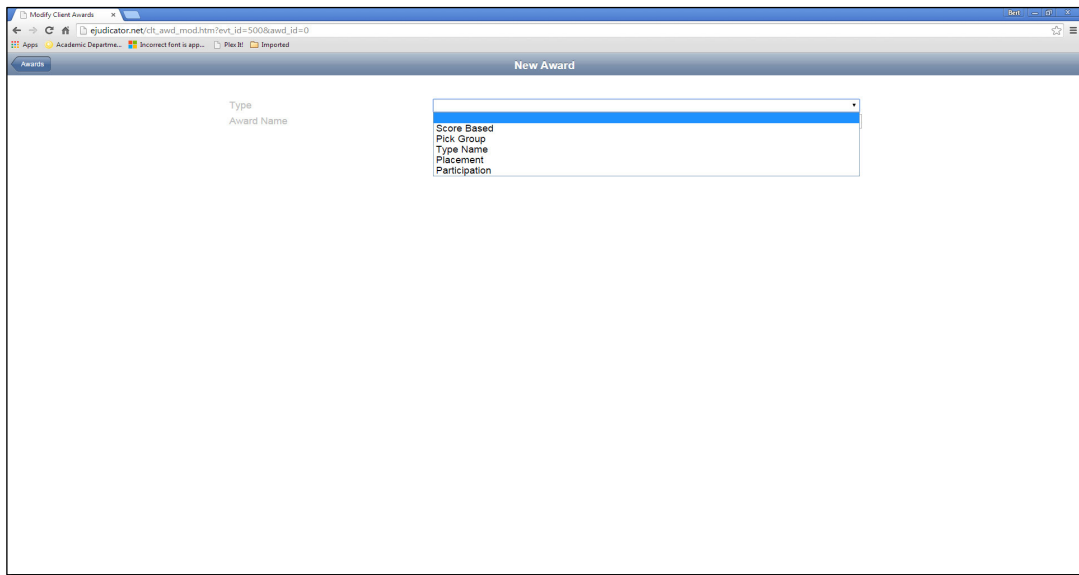 Modify Client Awards
Bert
ejudicator.net/clt_awd_mod.htm?evt_id=500&awd_id=0
Apps Academic Departme... Incorrect font is app... Plex It! Imported
Awards New Award
Type
Award Name
Score Based
Pick Group
Type Name
Placement
Participation